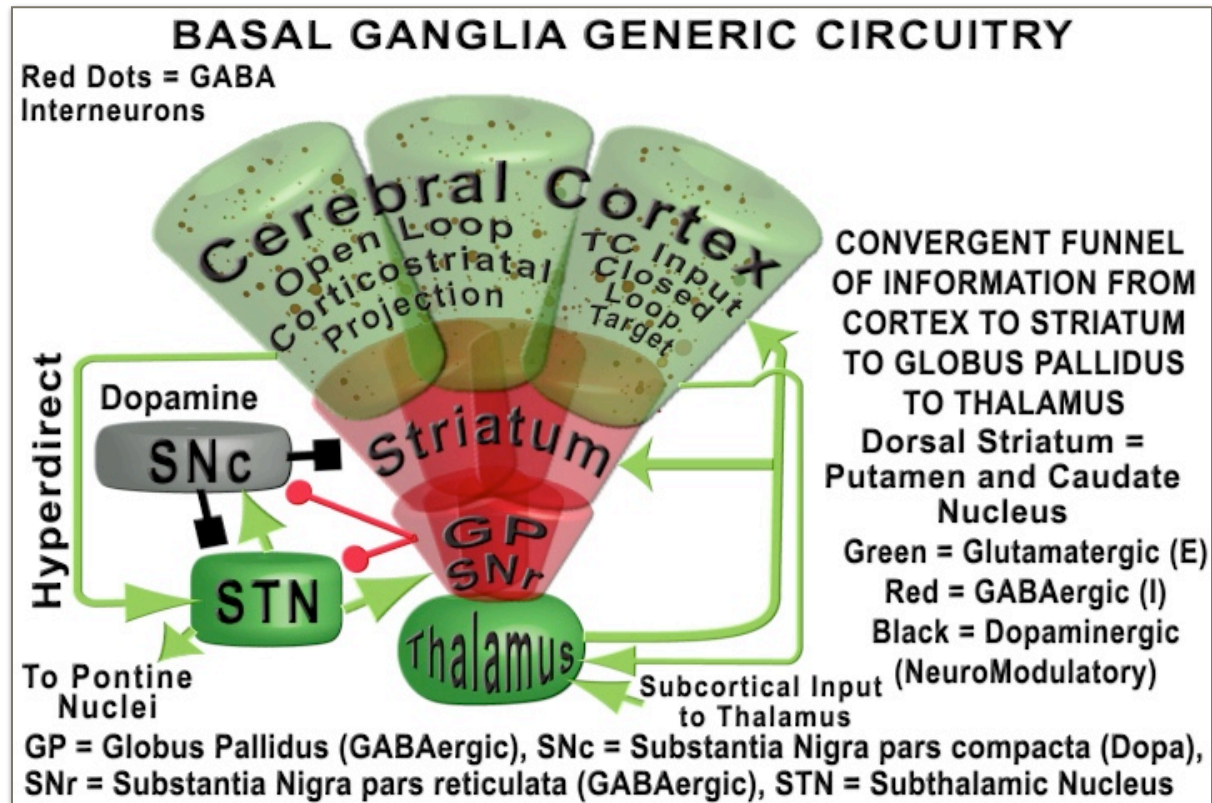 BASAL GANGLIA GENERIC CIRCUITRY
Red Dots = GABA
Interneurons
Cerebral Cortex
Open Loop
Corticostriatal
Projection
TC Input
Closed
Loop
Target
CONVERGENT FUNNEL
OF INFORMATION FROM
CORTEX TO STRIATUM
TO GLOBUS PALLIDUS
TO THALAMUS
Dorsal Striatum =
Putamen and Caudate
Nucleus
Green = Glutamatergic (E)
Red = GABAergic (I)
Black = Dopaminergic
(NeuroModulatory)
Hyperdirect
Dopamine
SNc
Striatum
GP
SNr
STN
Thalamus
To Pontine
Nuclei
Subcortical Input
to Thalamus
GP = Globus Pallidus (GABAergic), SNc = Substantia Nigra pars compacta (Dopa),
SNr = Substantia Nigra pars reticulata (GABAergic), STN = Subthalamic Nucleus